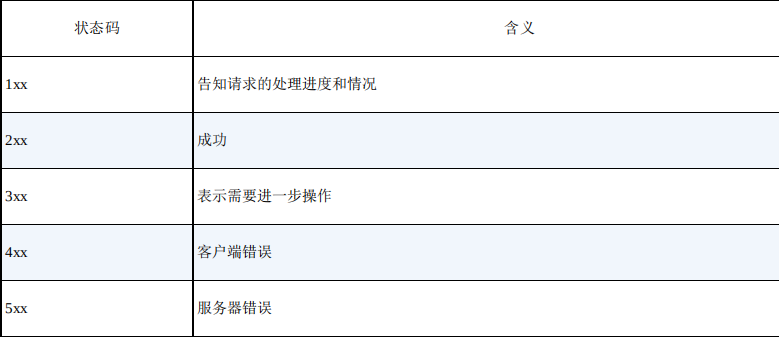 状态码 含义
1xx 告知请求的处理进度和情况
2xx 成功
3xx 表示需要进一步操作
4xx 客户端错误
5xx 服务器错误